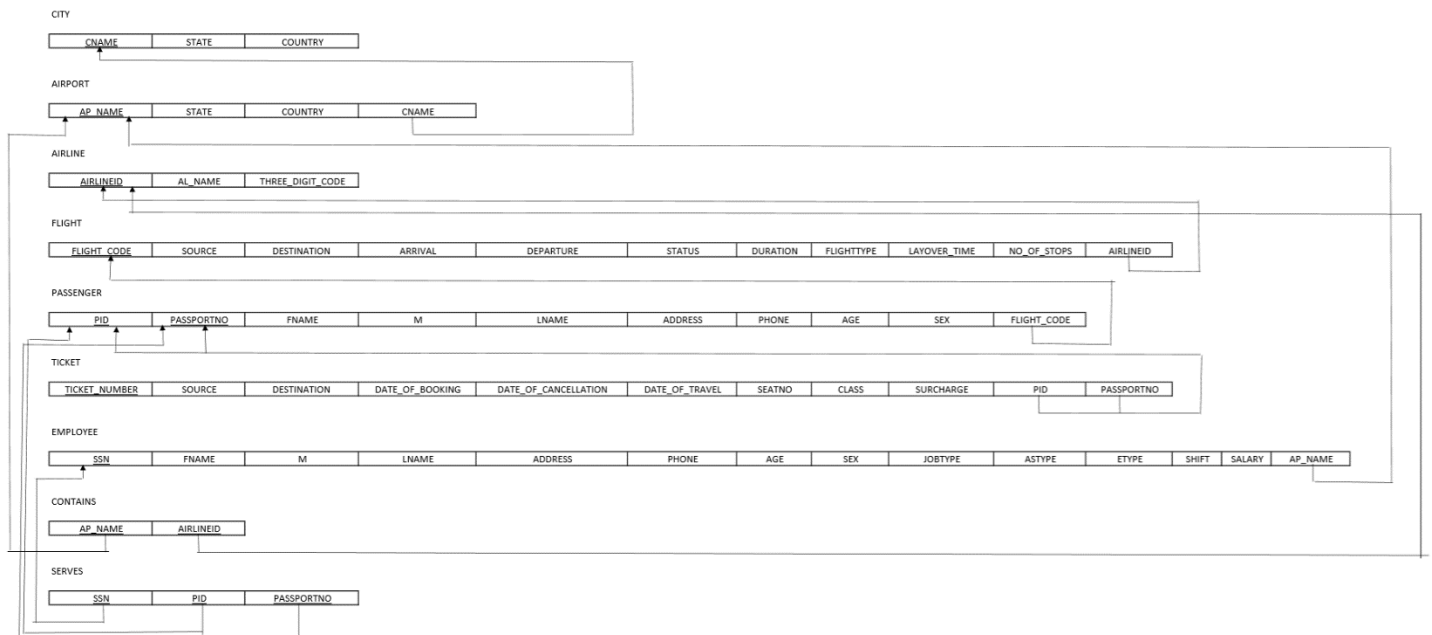 CITY
CNAME STATE COUNTRY
AIRPORT
AP_NAME STATE COUNTRY CNAME
AIRLINE
AIRLINEID AL_NAME THREE_DIGIT_CODE
FLIGHT
FLIGHT_CODE SOURCE DESTINATION ARRIVAL DEPARTURE STATUS DURATION FLIGHTTYPE LAYOVER_TIME NO_OF_STOPS AIRLINEID
PASSENGER
PID PASSPORTNO FNAME M LNAME ADDRESS PHONE AGE SEX FLIGHT_CODE
TICKET
TICKET_NUMBER SOURCE DESTINATION DATE_OF_BOOKING DATE_OF_CANCELLATION DATE_OF_TRAVEL SEATNO CLASS SURCHARGE PID PASSPORTNO
EMPLOYEE
SSN FNAME M LNAME ADDRESS PHONE AGE SEX JOBTYPE ASTYPE ETYPE SHIFT SALARY AP_NAME
CONTAINS
AP_NAME AIRLINEID
SERVES
SSN PID PASSPORTNO